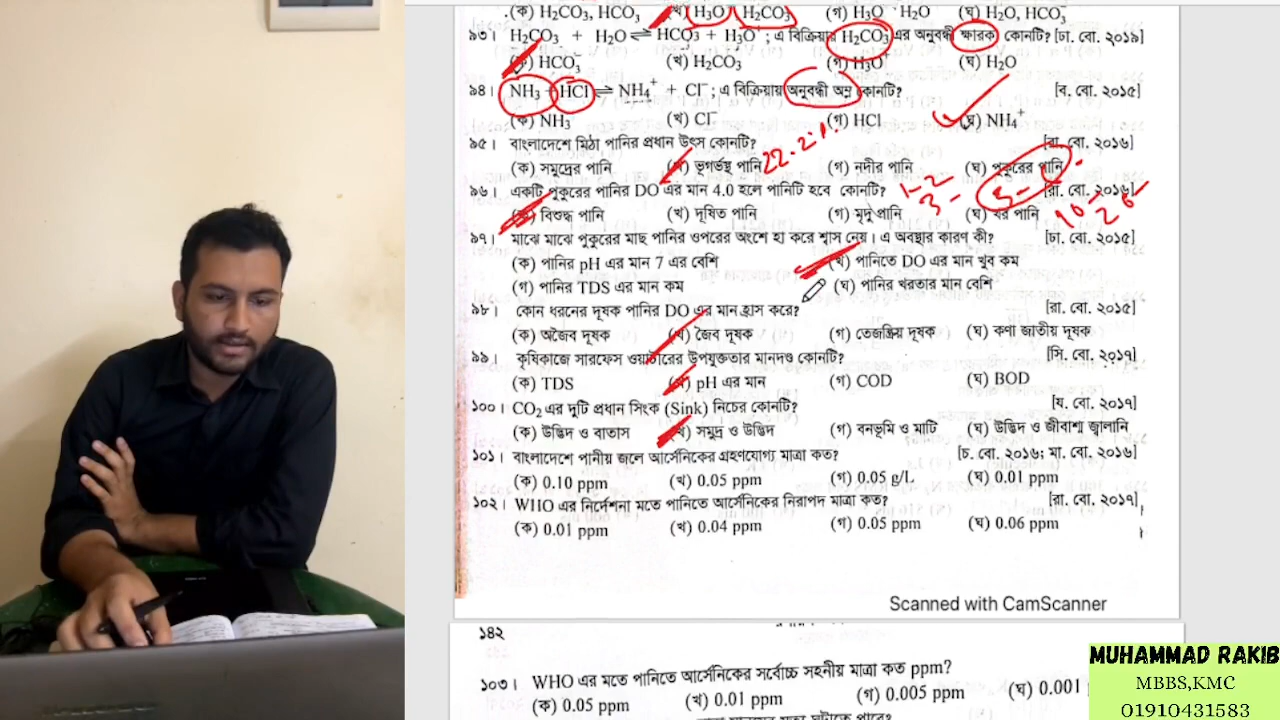 (ক) H₂CO₃, HCO₃⁻ (খ) H₃O⁺ H₂CO₃ (গ) H₃O⁺ H₂O (ঘ) H₂O, HCO₃⁻
৯৩। H₂CO₃ + H₂O ⇌ HCO₃⁻ + H₃O⁺ ; এ বিক্রিয়ায় H₂CO₃ এর অনুবন্ধী ক্ষারক কোনটি? [ঢা. বো. ২০১৯]
(ক) HCO₃⁻ (খ) H₂CO₃ (গ) H₃O⁺ (ঘ) H₂O
৯৪। NH₃ + HCl ⇌ NH₄⁺ + Cl⁻ ; এ বিক্রিয়ায় অনুবন্ধী অম্ল কোনটি? [ব. বো. ২০১৫]
(ক) NH₃ (খ) Cl⁻ (গ) HCl (ঘ) NH₄⁺
৯৫। বাংলাদেশে মিঠা পানির প্রধান উৎস কোনটি? [রা. বো. ২০১৬]
(ক) সমুদ্রের পানি (খ) ভূগর্ভস্থ পানি 22.2%. (গ) নদীর পানি (ঘ) পুকুরের পানি
৯৬। একটি পুকুরের পানির DO এর মান 4.0 হলে পানিটি হবে কোনটি? 1-2 [রা. বো. ২০১৬]
(ক) বিশুদ্ধ পানি (খ) দূষিত পানি (গ) মৃদু পানি (ঘ) খর পানি
৯৭। মাঝে মাঝে পুকুরের মাছ পানির ওপরের অংশে হা করে শ্বাস নেয়। এ অবস্থার কারণ কী? [ঢা. বো. ২০১৫]
(ক) পানির pH এর মান 7 এর বেশি (খ) পানিতে DO এর মান খুব কম
(গ) পানির TDS এর মান কম (ঘ) পানির খরতার মান বেশি
৯৮। কোন ধরনের দূষক পানির DO এর মান হ্রাস করে? [রা. বো. ২০১৫]
(ক) অজৈব দূষক (খ) জৈব দূষক (গ) তেজষ্ক্রিয় দূষক (ঘ) কণা জাতীয় দূষক
৯৯। কৃষিকাজে সারফেস ওয়াটারের উপযুক্ততার মানদণ্ড কোনটি? [সি. বো. ২০১৭]
(ক) TDS (খ) pH এর মান (গ) COD (ঘ) BOD
১০০। CO₂ এর দুটি প্রধান সিংক (Sink) নিচের কোনটি? [য. বো. ২০১৭]
(ক) উদ্ভিদ ও বাতাস (খ) সমুদ্র ও উদ্ভিদ (গ) বনভূমি ও মাটি (ঘ) উদ্ভিদ ও জীবাশ্ম জ্বালানি
১০১। বাংলাদেশে পানীয় জলে আর্সেনিকের গ্রহণযোগ্য মাত্রা কত? [চ. বো. ২০১৬; মা. বো. ২০১৬]
(ক) 0.10 ppm (খ) 0.05 ppm (গ) 0.05 g/L (ঘ) 0.01 ppm
১০২। WHO এর নির্দেশনা মতে পানিতে আর্সেনিকের নিরাপদ মাত্রা কত? [রা. বো. ২০১৭]
(ক) 0.01 ppm (খ) 0.04 ppm (গ) 0.05 ppm (ঘ) 0.06 ppm
Scanned with CamScanner
১৪২
১০৩। WHO এর মতে পানিতে আর্সেনিকের সর্বোচ্চ সহনীয় মাত্রা কত ppm?
(ক) 0.05 ppm (খ) 0.01 ppm (গ) 0.005 ppm (ঘ) 0.001
MUHAMMAD RAKIB
MBBS,KMC
01910431583